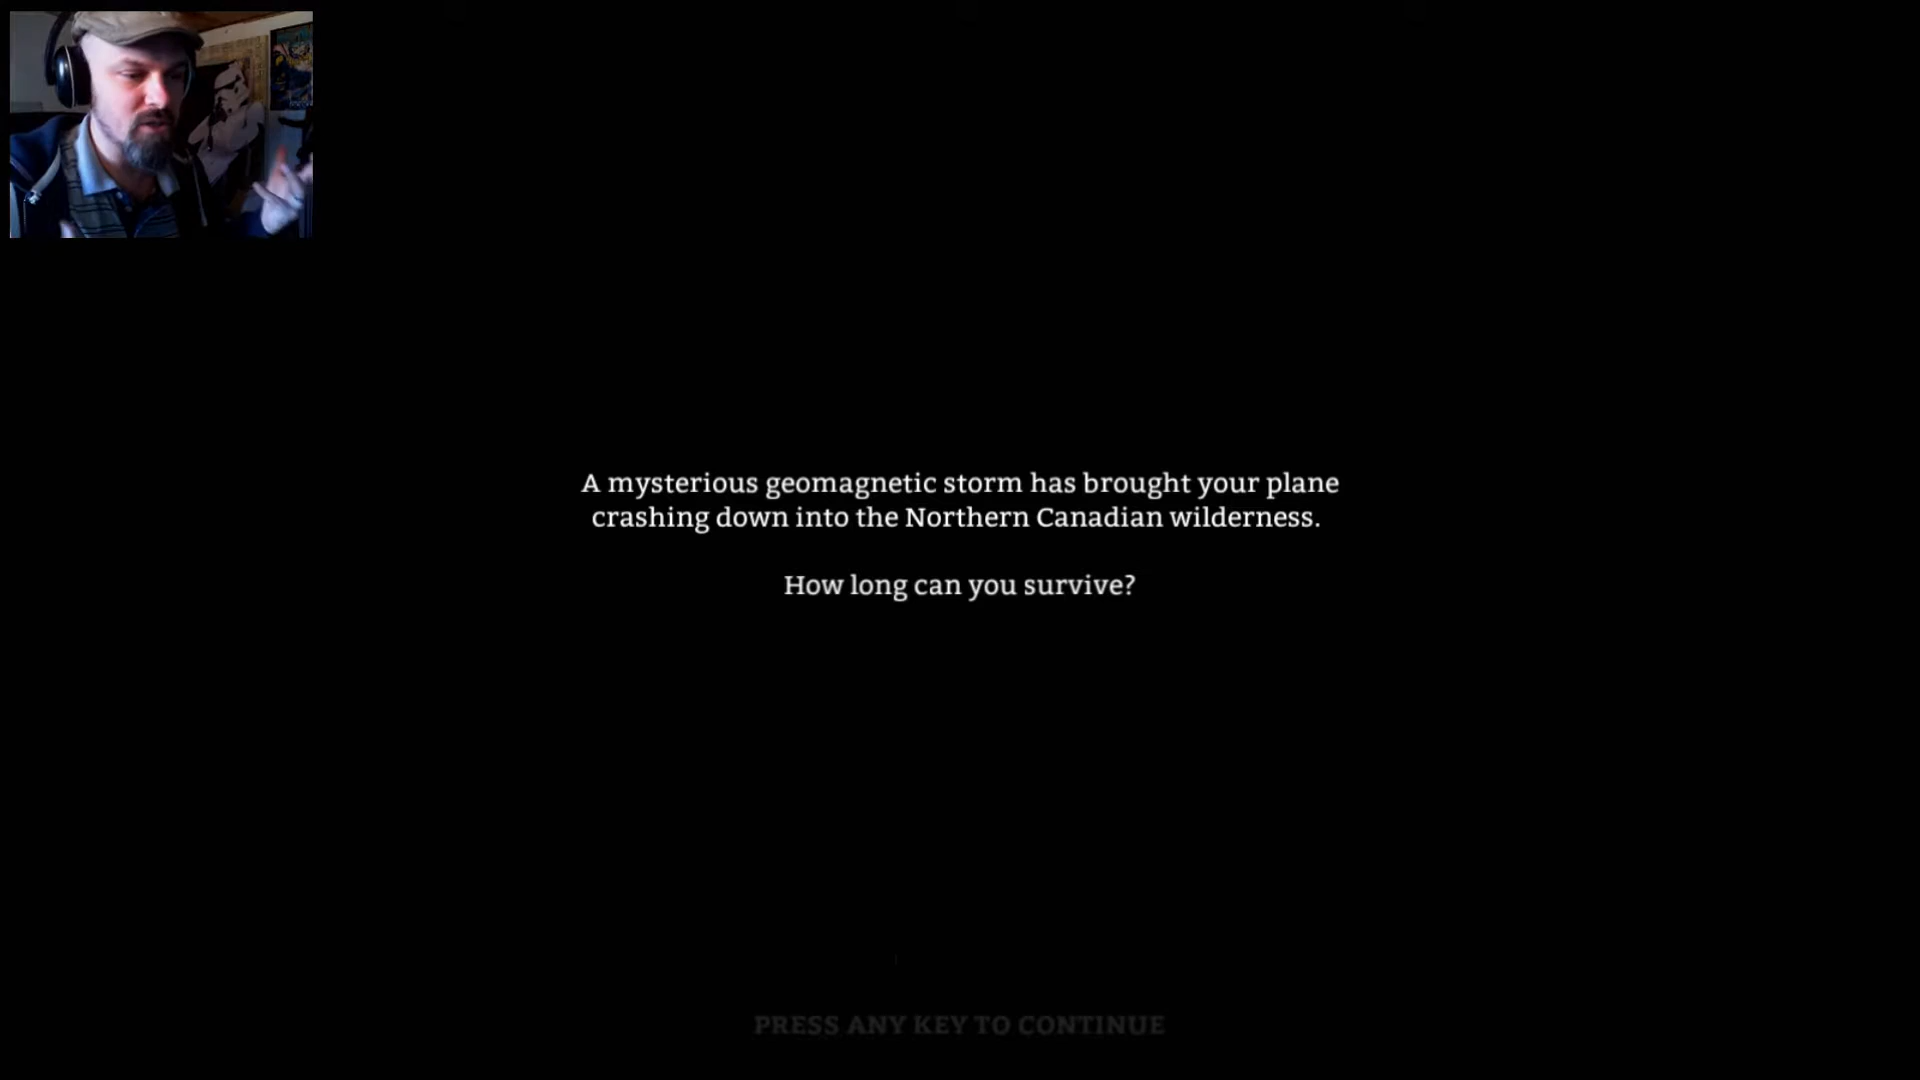 A mysterious geomagnetic storm has brought your plane
crashing down into the Northern Canadian wilderness.
How long can you survive?
PRESS ANY KEY TO CONTINUE